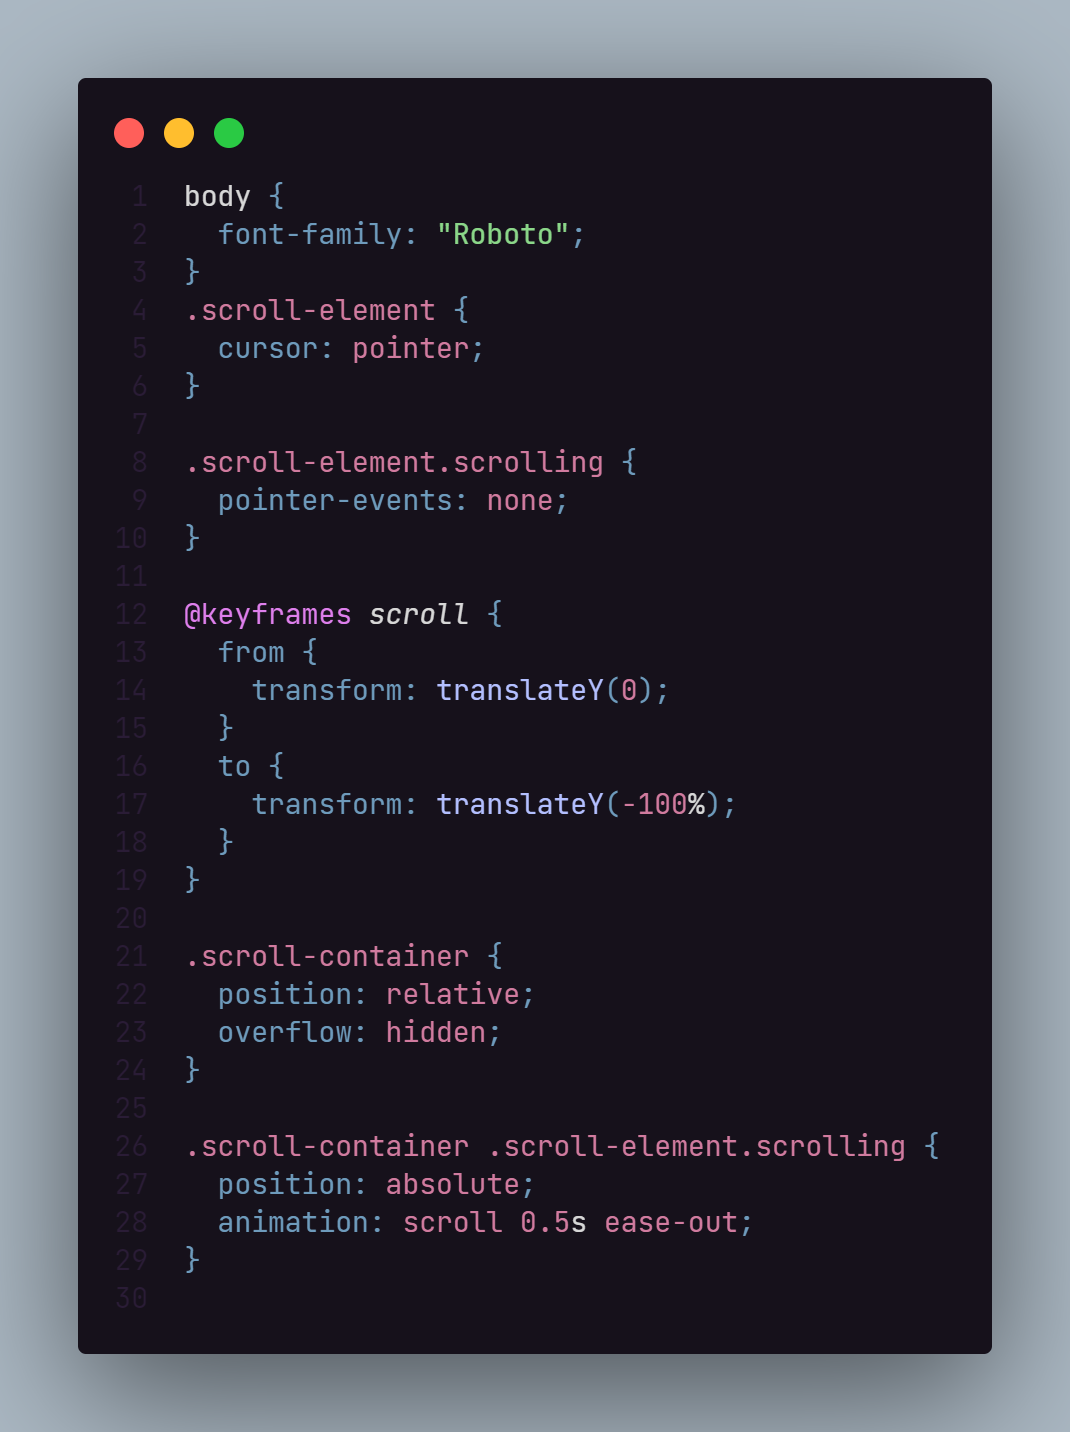 1 body {
2   font-family: "Roboto";
3 }
4 .scroll-element {
5   cursor: pointer;
6 }
7
8 .scroll-element.scrolling {
9   pointer-events: none;
10 }
11
12 @keyframes scroll {
13   from {
14     transform: translateY(0);
15   }
16   to {
17     transform: translateY(-100%);
18   }
19 }
20
21 .scroll-container {
22   position: relative;
23   overflow: hidden;
24 }
25
26 .scroll-container .scroll-element.scrolling {
27   position: absolute;
28   animation: scroll 0.5s ease-out;
29 }
30